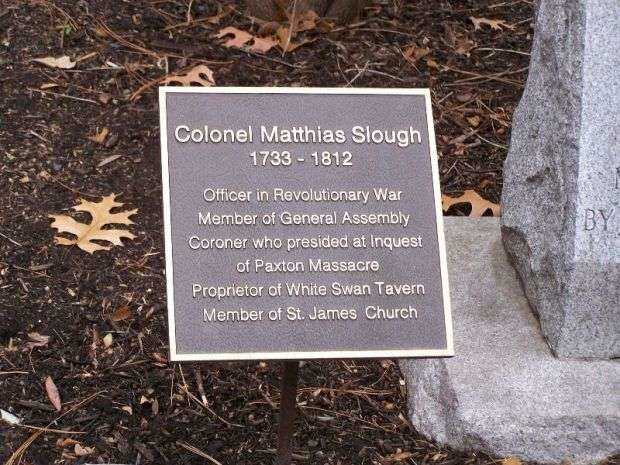 Colonel Matthias Slough
1733 - 1812
Officer in Revolutionary War
Member of General Assembly
Coroner who presided at Inquest
of Paxton Massacre
Proprietor of White Swan Tavern
Member of St. James Church
BY